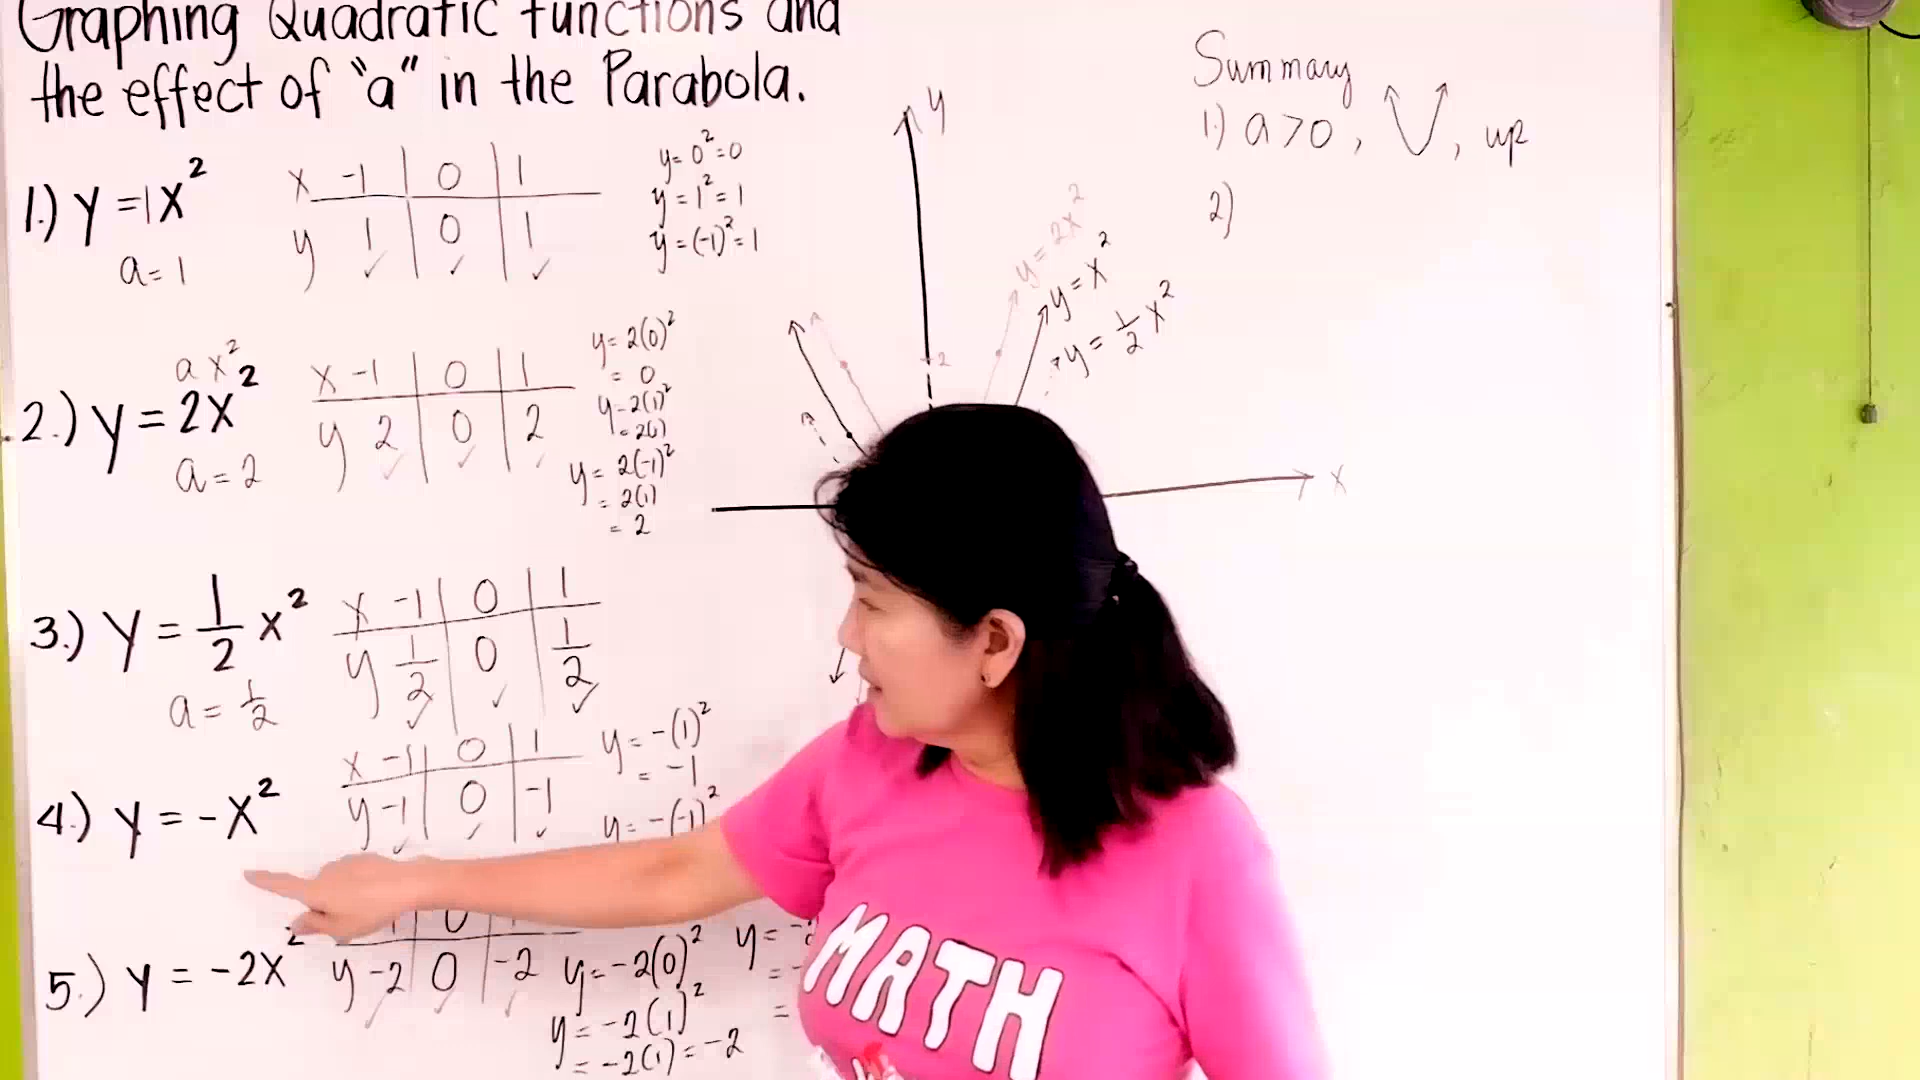 Graphing Quadratic functions and
the effect of "a" in the Parabola.
1.) y = 1x²
a = 1
x -1 0 1
y 1 0 1
y = 0² = 0
y = 1² = 1
y = (-1)² = 1
a x²
2.) y = 2x²
a = 2
x -1 0 1
y 2 0 2
y = 2(0)²
= 0
y = 2(1)²
= 2(1)
y = 2(-1)²
= 2(1)
= 2
3.) y = 1/2 x²
a = 1/2
x -1 0 1
y 1/2 0 1/2
4.) y = -x²
x -1 0 1
y -1 0 -1
y = -(1)²
= -1
y = -(-1)²
5.) y = -2x²
0
y -2 0 -2
y = -2(0)²
y = -2(1)²
= -2(1) = -2
y = -
y
2
y = 2x²
y = x²
y = 1/2 x²
x
Summary
1.) a > 0, , up
2)
MATH